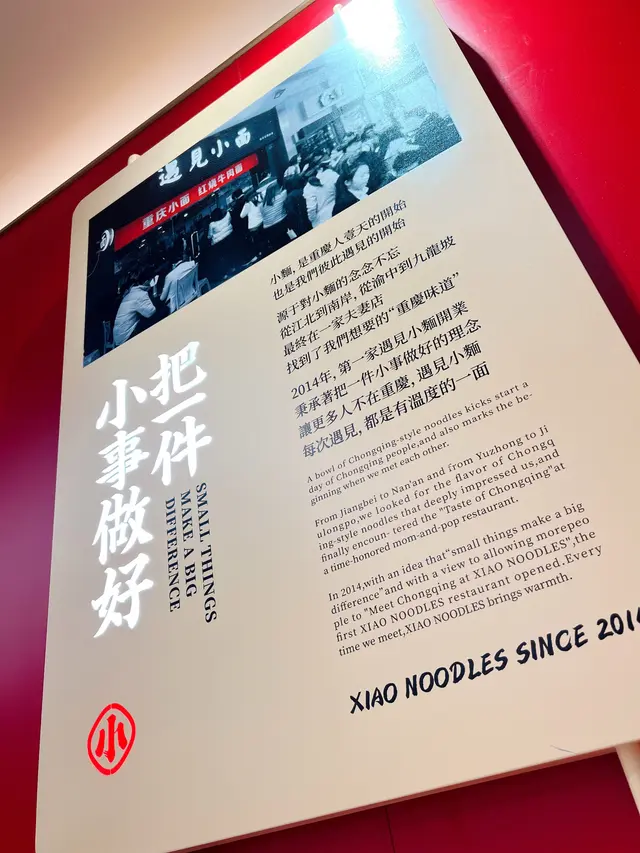 遇見小面
重庆小面 红烧牛肉面
小麵，是重慶人壹天的開始
也是我們彼此遇見的開始
源于對小麵的念念不忘
從江北到南岸，從渝中到九龍坡
最終在一家夫妻店
找到了我們想要的“重慶味道”
2014年，第一家遇見小麵開業
秉承著把一件小事做好的理念
讓更多人不在重慶，遇見小麵
每次遇見，都是有溫度的一面
把一件
小事做好
SMALL THINGS
MAKE A BIG
DIFFERENCE
A bowl of Chongqing-style noodles kicks start a
day of Chongqing people,and also marks the be-
ginning when we met each other.
From Jiangbei to Nan'an and from Yuzhong to Ji
ulongpo,we looked for the flavor of Chongq
ing-style noodles that deeply impressed us,and
finally encoun- tered the "Taste of Chongqing"at
a time-honored mom-and-pop restaurant.
In 2014,with an idea that“small things make a big
difference”and with a view to allowing morepeo
ple to “Meet Chongqing at XIAO NOODLES”,the
first XIAO NOODLES restaurant opened.Every
time we meet,XIAO NOODLES brings warmth.
XIAO NOODLES SINCE 2014
小